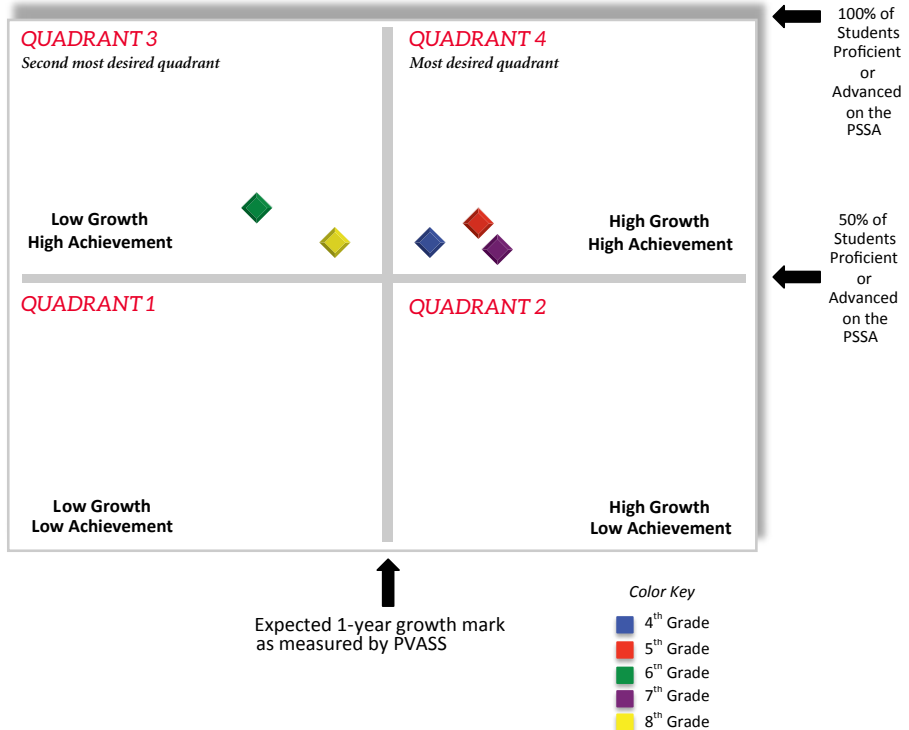 QUADRANT 3
Second most desired quadrant
QUADRANT 4
Most desired quadrant
100% of
Students
Proficient
or
Advanced
on the
PSSA
Low Growth
High Achievement
High Growth
High Achievement
50% of
Students
Proficient
or
Advanced
on the
PSSA
QUADRANT 1
QUADRANT 2
Low Growth
Low Achievement
High Growth
Low Achievement
Expected 1-year growth mark
as measured by PVASS
Color Key
4th Grade
5th Grade
6th Grade
7th Grade
8th Grade